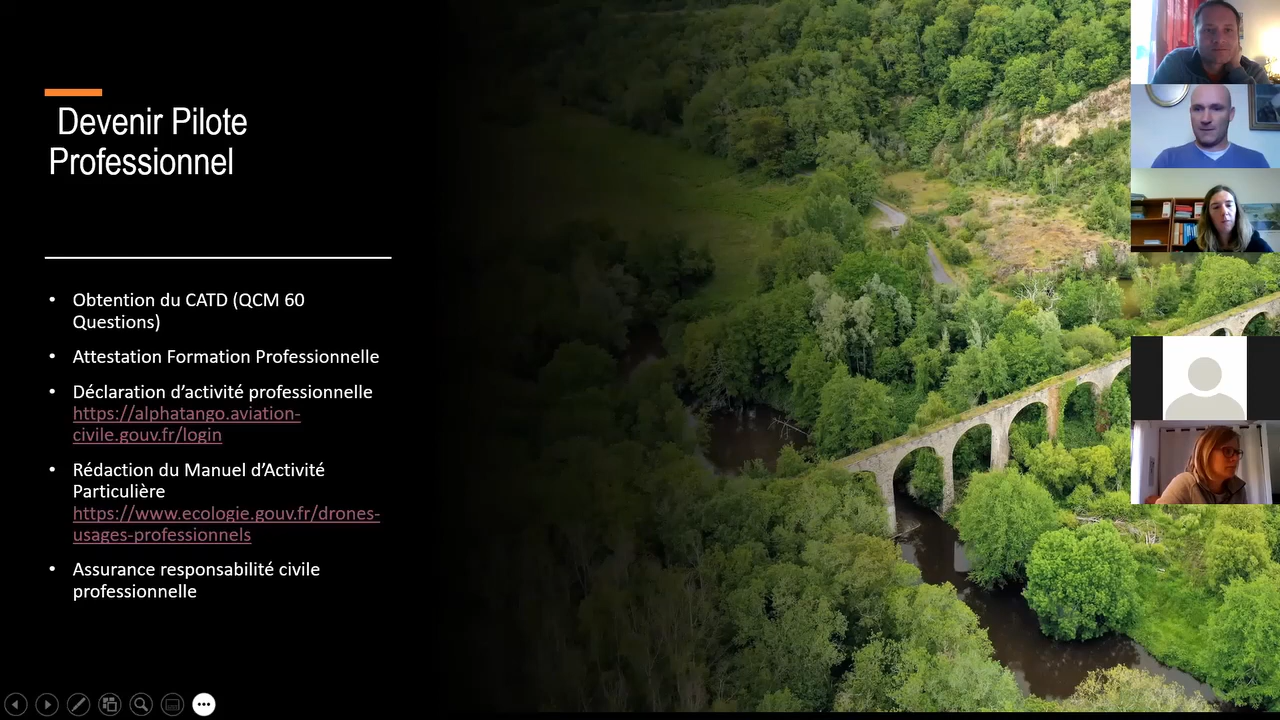 Devenir Pilote
Professionnel
• Obtention du CATD (QCM 60
Questions)
• Attestation Formation Professionnelle
• Déclaration d’activité professionnelle
https://alphatango.aviation-
civile.gouv.fr/login
• Rédaction du Manuel d’Activité
Particulière
https://www.ecologie.gouv.fr/drones-
usages-professionnels
• Assurance responsabilité civile
professionnelle